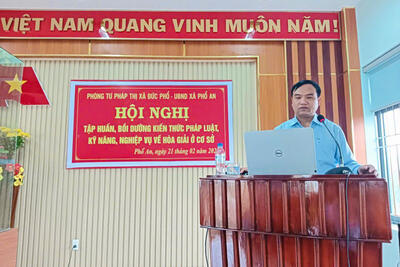 VIỆT NAM QUANG VINH MUÔN NĂM!
PHÒNG TƯ PHÁP THỊ XÃ ĐỨC PHỔ - UBND XÃ PHỔ AN
HỘI NGHỊ
TẬP HUẤN, BỒI DƯỠNG KIẾN THỨC PHÁP LUẬT,
KỸ NĂNG, NGHIỆP VỤ VỀ HÒA GIẢI Ở CƠ SỞ
Phổ An, ngày 21 tháng 02 năm
DELL